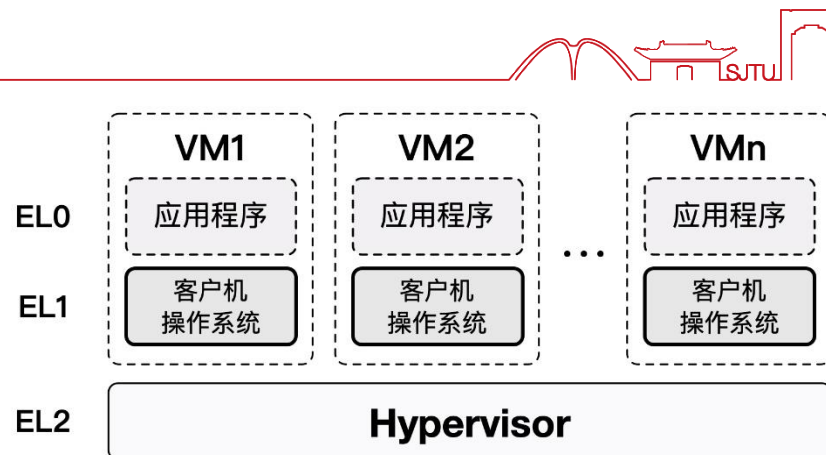 SJTU
VM1 VM2 VMn
EL0 应用程序 应用程序 ... 应用程序
EL1 客户机 客户机 客户机
操作系统 操作系统 操作系统
EL2 Hypervisor